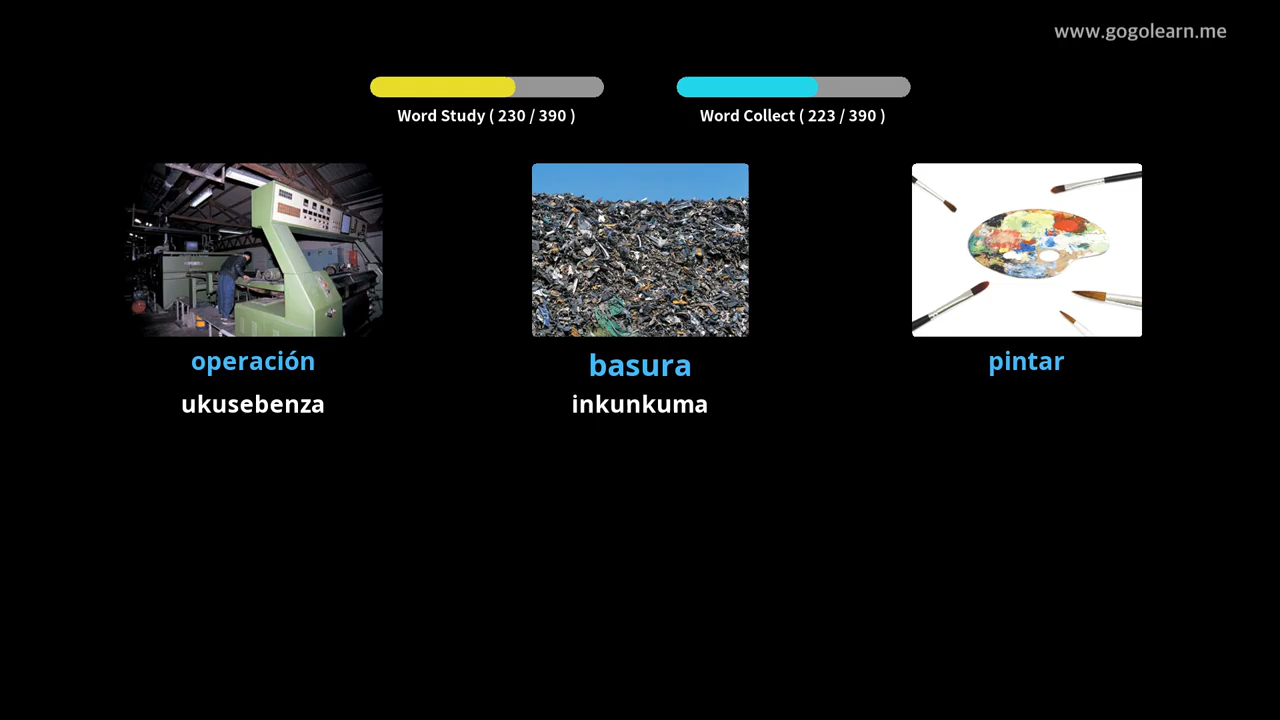 www.gogolearn.me
Word Study ( 230 / 390 )
Word Collect ( 223 / 390 )
operación
basura
pintar
ukusebenza
inkunkuma